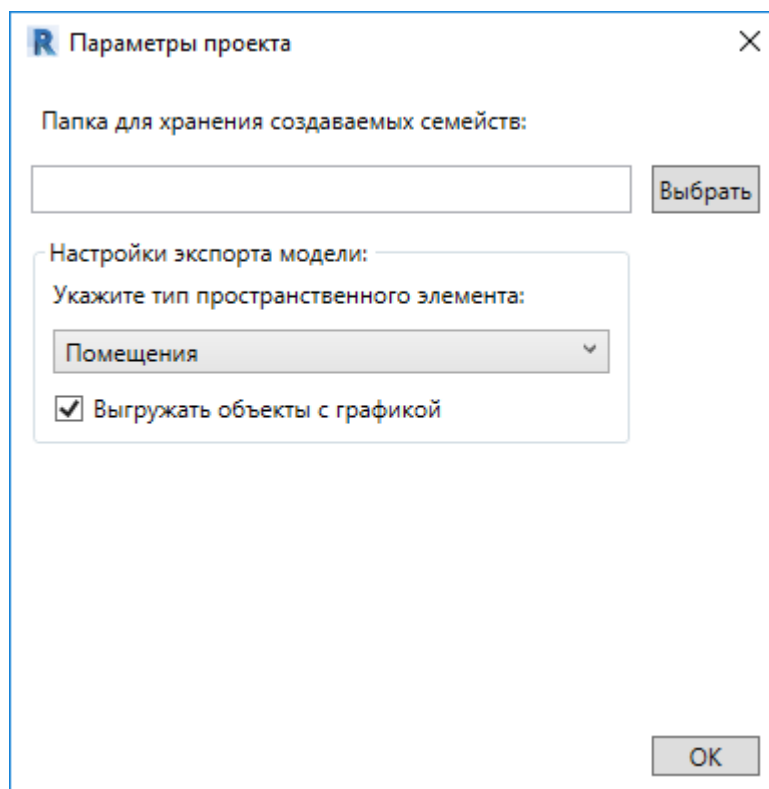 Параметры проекта
Папка для хранения создаваемых семейств:
Выбрать
Настройки экспорта модели:
Укажите тип пространственного элемента:
Помещения
Выгружать объекты с графикой
ОК